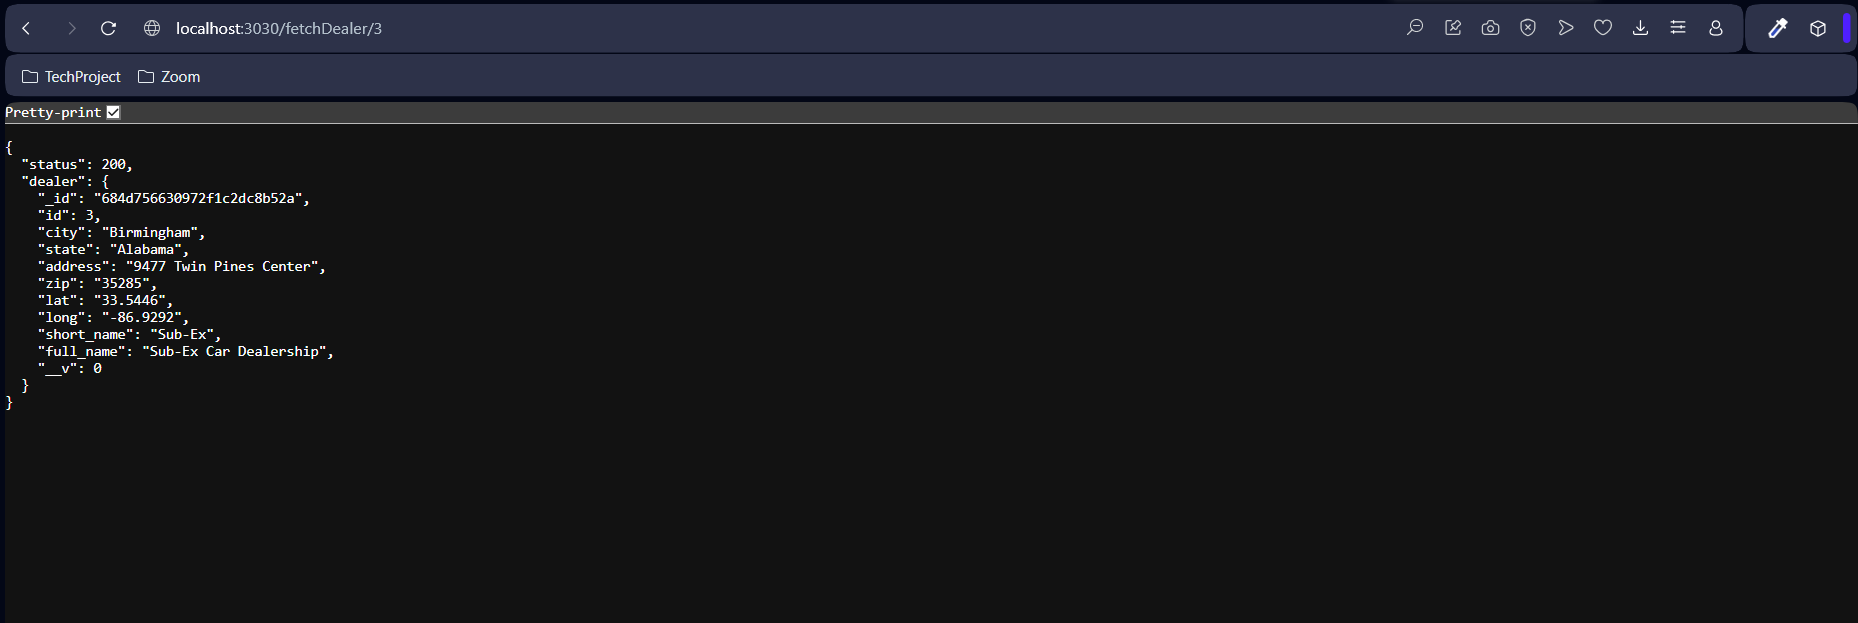 localhost:3030/fetchDealer/3
TechProject Zoom
Pretty-print
{
  "status": 200,
  "dealer": {
    "_id": "684d756630972f1c2dc8b52a",
    "id": 3,
    "city": "Birmingham",
    "state": "Alabama",
    "address": "9477 Twin Pines Center",
    "zip": "35285",
    "lat": "33.5446",
    "long": "-86.9292",
    "short_name": "Sub-Ex",
    "full_name": "Sub-Ex Car Dealership",
    "__v": 0
  }
}